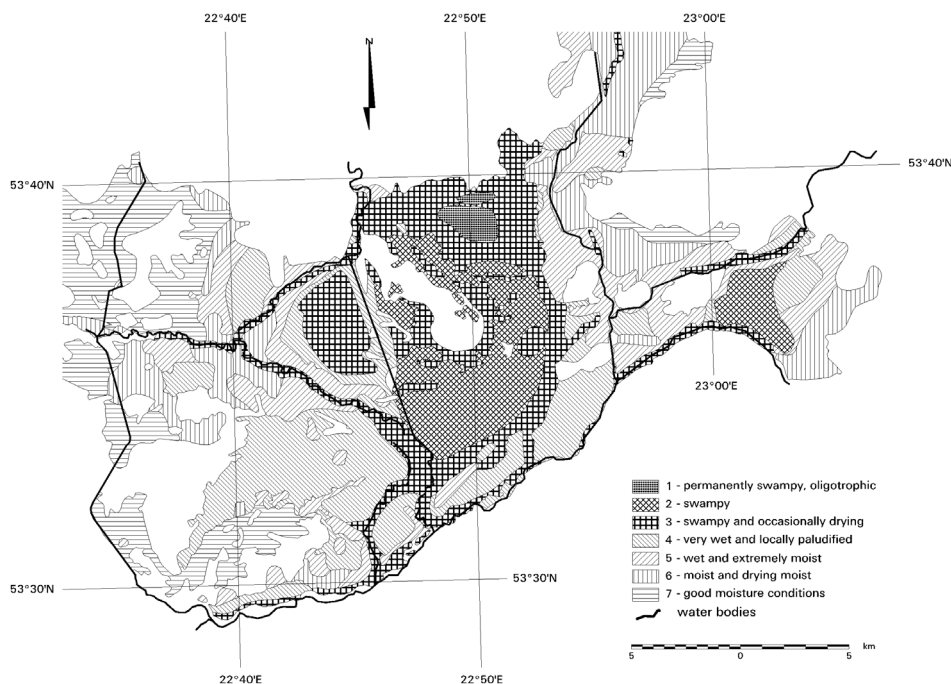 22°40'E
22°50'E
23°00'E
N
53°40'N
53°40'N
23°00'E
1 - permanently swampy, oligotrophic
2 - swampy
3 - swampy and occasionally drying
4 - very wet and locally paludified
5 - wet and extremely moist
6 - moist and drying moist
7 - good moisture conditions
water bodies
53°30'N
53°30'N
km
5 0 5
22°40'E
22°50'E